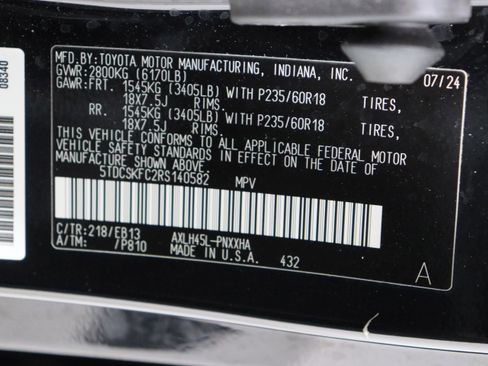 08340
MFD.BY:TOYOTA MOTOR MANUFACTURING, INDIANA, INC. 07/24
GVWR: 2800KG (6170LB)
GAWR:FRT. 1545KG (3405LB) WITH P235/60R18 TIRES,
18X7.5J RIMS.
RR. 1545KG (3405LB) WITH P235/60R18 TIRES,
18X7.5J RIMS.
THIS VEHICLE CONFORMS TO ALL APPLICABLE FEDERAL MOTOR
VEHICLE SAFETY STANDARDS IN EFFECT ON THE DATE OF
MANUFACTURE SHOWN ABOVE
5TDCSKFC2RS140582 MPV
C/TR:218/EB13 AXLH45L-PNXXHA
A/TM: /P810 MADE IN U.S.A. 432 A